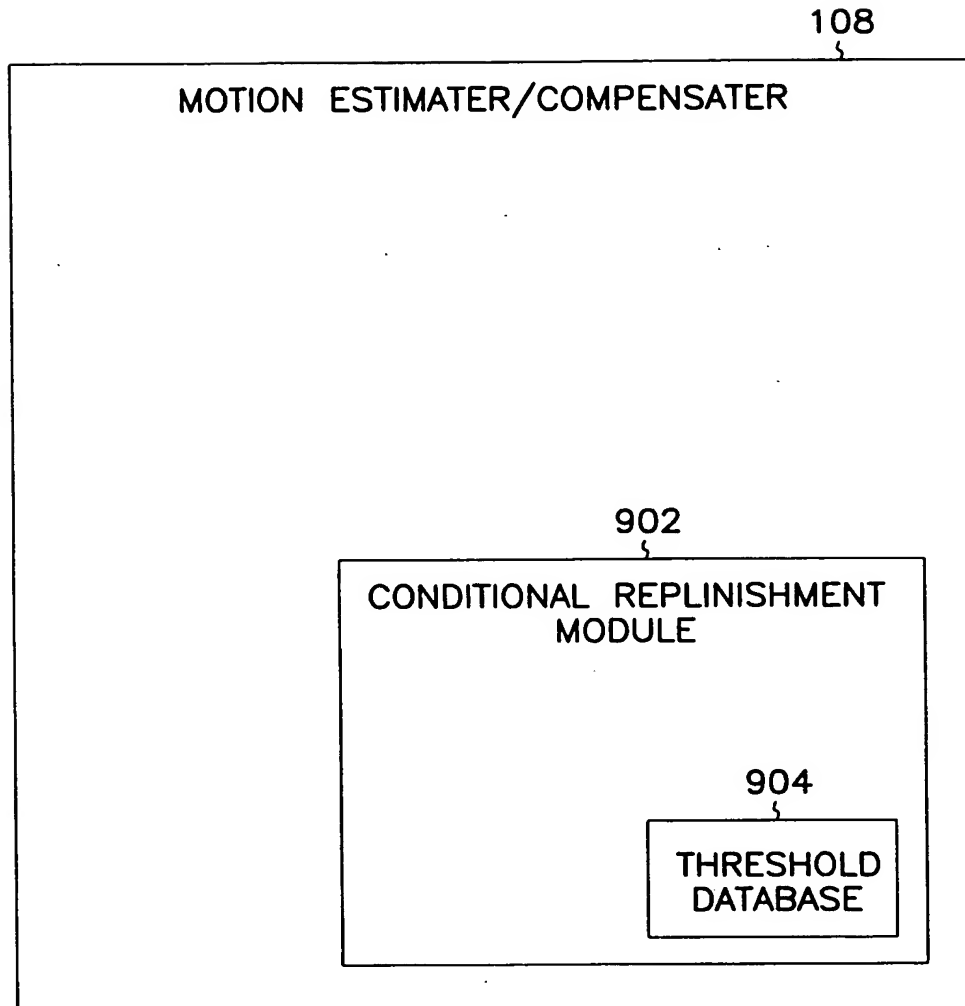 108
MOTION ESTIMATER/COMPENSATER
902
CONDITIONAL REPLINISHMENT
MODULE
904
THRESHOLD
DATABASE